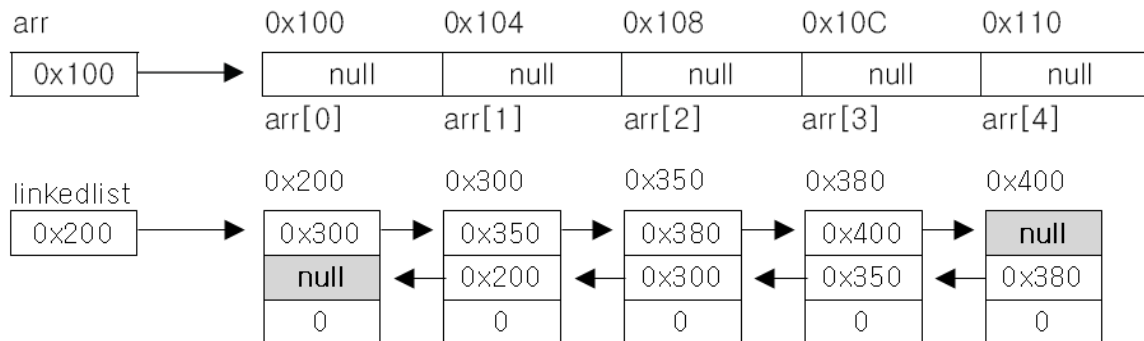 arr 0x100 0x104 0x108 0x10C 0x110
0x100 null null null null null
arr[0] arr[1] arr[2] arr[3] arr[4]
linkedlist 0x200 0x300 0x350 0x380 0x400
0x200 0x300 0x350 0x380 0x400 null
null 0x200 0x300 0x350 0x380
0 0 0 0 0